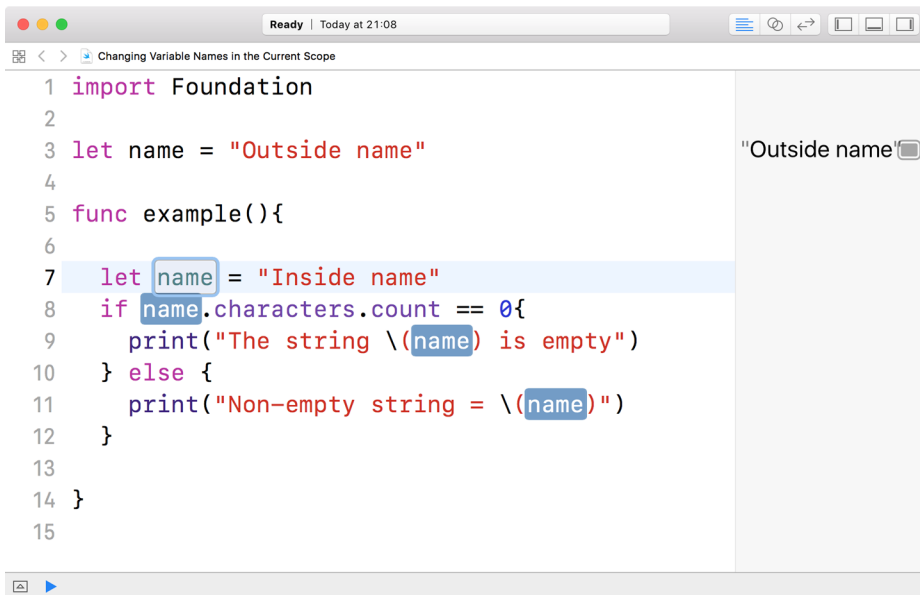 Ready | Today at 21:08
Changing Variable Names in the Current Scope
1 import Foundation
2
3 let name = "Outside name"
"Outside name"
4
5 func example(){
6
7   let name = "Inside name"
8   if name.characters.count == 0{
9     print("The string \(name) is empty")
10   } else {
11     print("Non-empty string = \(name)")
12   }
13
14 }
15